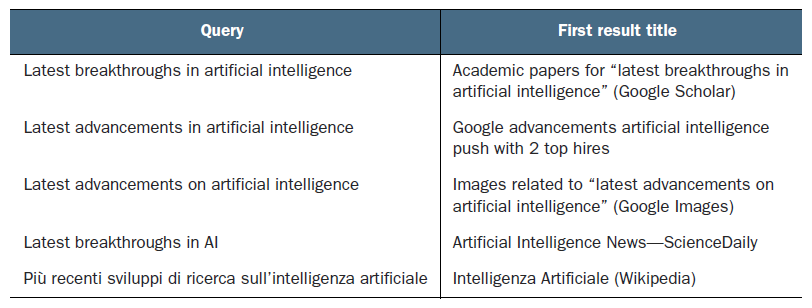 Query First result title
Latest breakthroughs in artificial intelligence Academic papers for “latest breakthroughs in
artificial intelligence” (Google Scholar)
Latest advancements in artificial intelligence Google advancements artificial intelligence
push with 2 top hires
Latest advancements on artificial intelligence Images related to “latest advancements on
artificial intelligence” (Google Images)
Latest breakthroughs in AI Artificial Intelligence News—ScienceDaily
Più recenti sviluppi di ricerca sull’intelligenza artificiale Intelligenza Artificiale (Wikipedia)